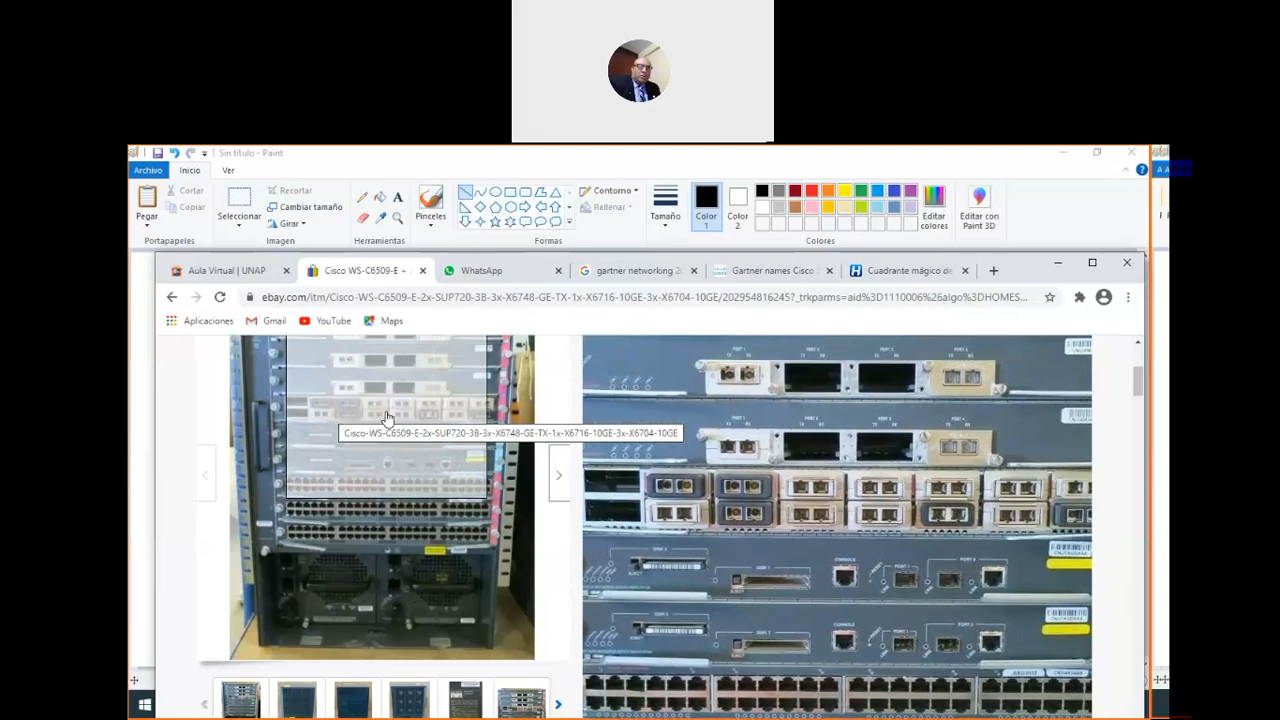 Sin título - Paint
Archivo Inicio Ver
Pegar
Cortar
Copiar
Portapapeles
Seleccionar
Recortar
Cambiar tamaño
Girar
Imagen
Herramientas
Pinceles
Contorno
Rellenar
Formas
Tamaño
Color 1
Color 2
Editar colores
Colores
Editar con Paint 3D
Aula Virtual | UNAP
Cisco WS-C6509-E +
WhatsApp
gartner networking 2
Gartner names Cisco
Cuadrante mágico de
ebay.com/itm/Cisco-WS-C6509-E-2x-SUP720-3B-3x-X6748-GE-TX-1x-X6716-10GE-3x-X6704-10GE/202954816245?_trkparms=aid%3D1110006%26algo%3DHOMES...
Aplicaciones Gmail YouTube Maps
Cisco-WS-C6509-E-2x-SUP720-3B-3x-X6748-GE-TX-1x-X6716-10GE-3x-X6704-10GE
PORT 1
CONSOLE
EJECT
CONSOLE